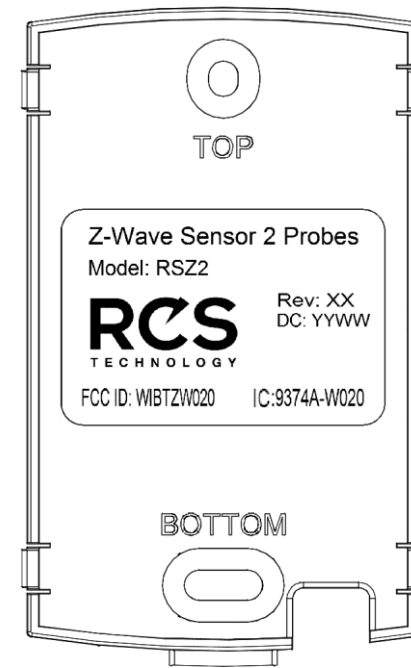 TOP
Z-Wave Sensor 2 Probes
Model: RSZ2
RCS
TECHNOLOGY
Rev: XX
DC: YYWW
FCC ID: WIBTZW020 IC:9374A-W020
BOTTOM